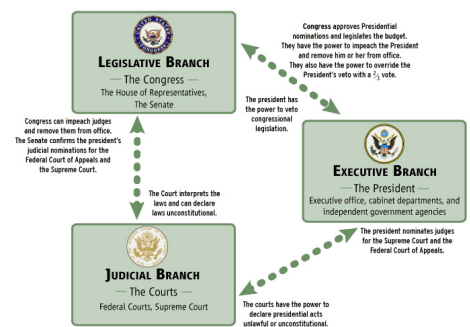 LEGISLATIVE BRANCH
The Congress
The House of Representatives,
The Senate
Congress approves Presidential
nominations and legislates the budget.
They have the power to impeach the President
and remove him or her from office.
They also have the power to override the
President's veto with a 2/3 vote.
The president has
the power to veto
congressional
legislation.
Congress can impeach judges
and remove them from office.
The Senate confirms the president's
judicial nominations for the
Federal Court of Appeals and
the Supreme Court.
EXECUTIVE BRANCH
The President
Executive office, cabinet departments, and
independent government agencies
The Court interprets the
laws and can declare
laws unconstitutional.
The president nominates judges
for the Supreme Court and the
Federal Court of Appeals.
JUDICIAL BRANCH
The Courts
Federal Courts, Supreme Court
The courts have the power to
declare presidential acts
unlawful or unconstitutional.